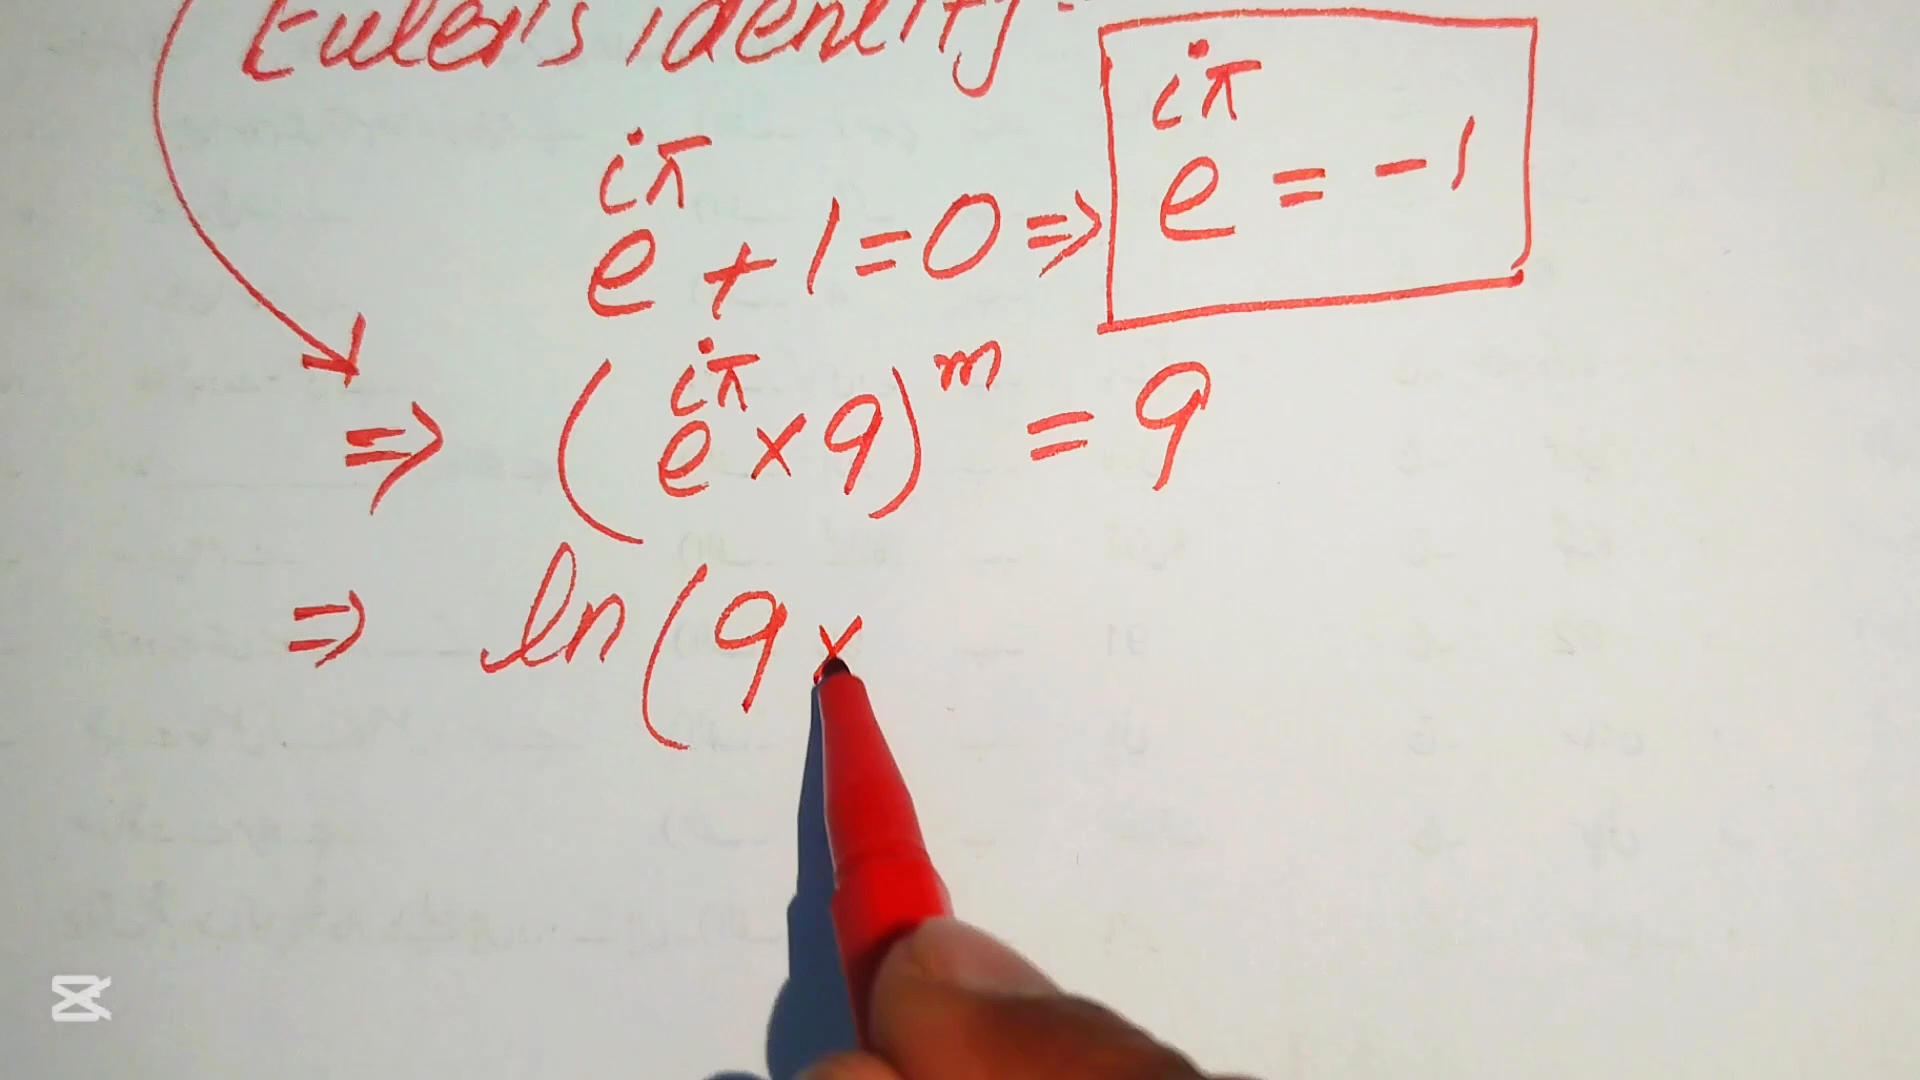 Euler's identity:
e^{iπ} + 1 = 0 ⇒ e^{iπ} = -1
⇒ (e^{iπ} × 9)^m = 9
⇒ ln(9 ×